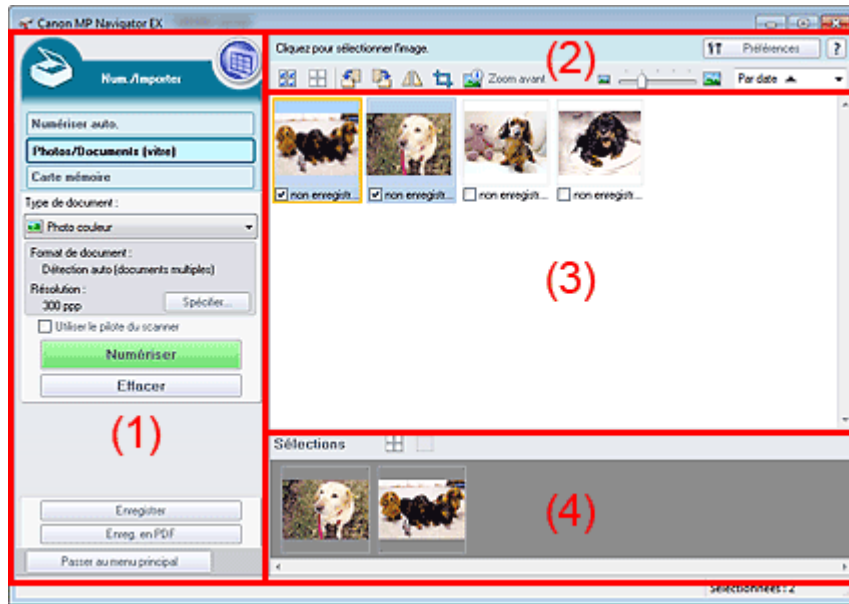 Canon MP Navigator EX
Num./Importer
Numériser auto.
Photos/Documents (vitre)
Carte mémoire
Type de document :
Photo couleur
Format de document :
Détection auto (documents multiples)
Résolution :
300 ppp
Spécifier...
Utiliser le pilote du scanner
Numériser
Effacer
(1)
Enregistrer
Enreg. en PDF
Passer au menu principal
Cliquez pour sélectionner l'image.
(2)
Préférences
?
Zoom avant
Par date
non enregistr...
non enregistr...
non enregistr...
non enregistr...
(3)
Sélections
(4)
Sélectionnées : 2